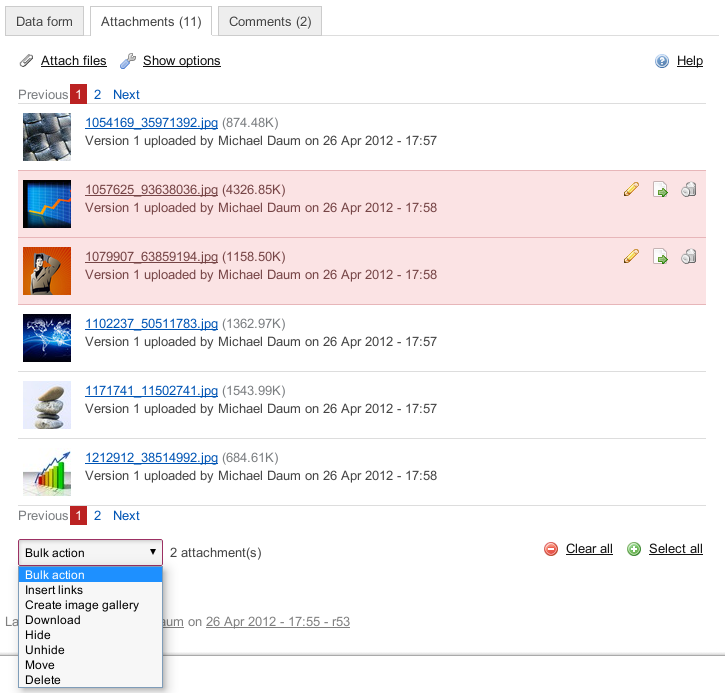 Data form
Attachments (11)
Comments (2)
Attach files
Show options
Help
Previous 1 2 Next
1054169_35971392.jpg (874.48K)
Version 1 uploaded by Michael Daum on 26 Apr 2012 - 17:57
1057625_93638036.jpg (4326.85K)
Version 1 uploaded by Michael Daum on 26 Apr 2012 - 17:58
1079907_63859194.jpg (1158.50K)
Version 1 uploaded by Michael Daum on 26 Apr 2012 - 17:58
1102237_50511783.jpg (1362.97K)
Version 1 uploaded by Michael Daum on 26 Apr 2012 - 17:57
1171741_11502741.jpg (1543.99K)
Version 1 uploaded by Michael Daum on 26 Apr 2012 - 17:57
1212912_38514992.jpg (684.61K)
Version 1 uploaded by Michael Daum on 26 Apr 2012 - 17:58
Previous 1 2 Next
Bulk action 2 attachment(s)
Clear all
Select all
Bulk action
Insert links
Create image gallery
Download
Hide
Unhide
Move
Delete
aum on 26 Apr 2012 - 17:55 - r53